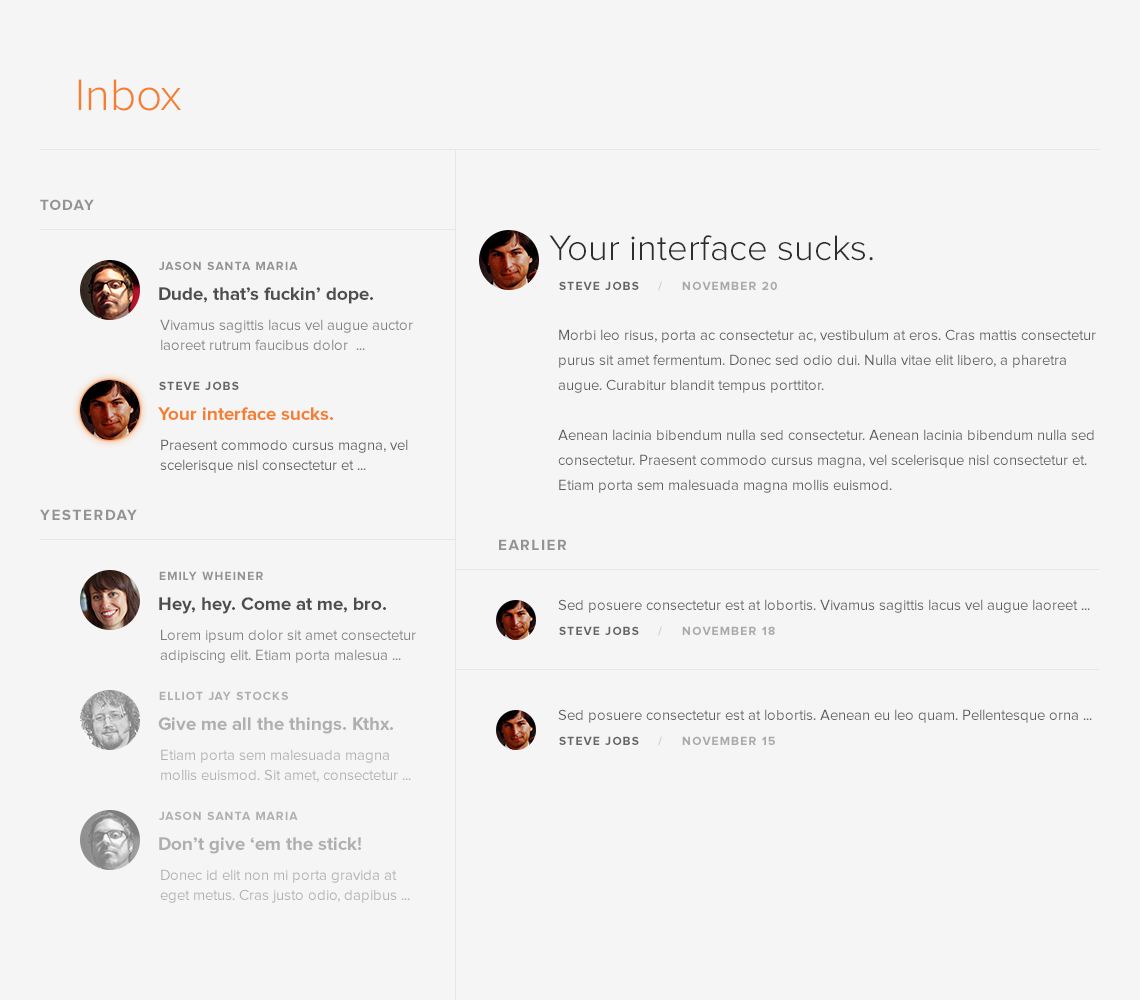 Inbox
TODAY
JASON SANTA MARIA
Dude, that’s fuckin’ dope.
Vivamus sagittis lacus vel augue auctor
laoreet rutrum faucibus dolor ...
STEVE JOBS
Your interface sucks.
Praesent commodo cursus magna, vel
scelerisque nisl consectetur et ...
YESTERDAY
EMILY WHEINER
Hey, hey. Come at me, bro.
Lorem ipsum dolor sit amet consectetur
adipiscing elit. Etiam porta malesua ...
ELLIOT JAY STOCKS
Give me all the things. Kthx.
Etiam porta sem malesuada magna
mollis euismod. Sit amet, consectetur ...
JASON SANTA MARIA
Don’t give ‘em the stick!
Donec id elit non mi porta gravida at
eget metus. Cras justo odio, dapibus ...
Your interface sucks.
STEVE JOBS / NOVEMBER 20
Morbi leo risus, porta ac consectetur ac, vestibulum at eros. Cras mattis consectetur
purus sit amet fermentum. Donec sed odio dui. Nulla vitae elit libero, a pharetra
augue. Curabitur blandit tempus porttitor.
Aenean lacinia bibendum nulla sed consectetur. Aenean lacinia bibendum nulla sed
consectetur. Praesent commodo cursus magna, vel scelerisque nisl consectetur et.
Etiam porta sem malesuada magna mollis euismod.
EARLIER
Sed posuere consectetur est at lobortis. Vivamus sagittis lacus vel augue laoreet ...
STEVE JOBS / NOVEMBER 18
Sed posuere consectetur est at lobortis. Aenean eu leo quam. Pellentesque orna ...
STEVE JOBS / NOVEMBER 15